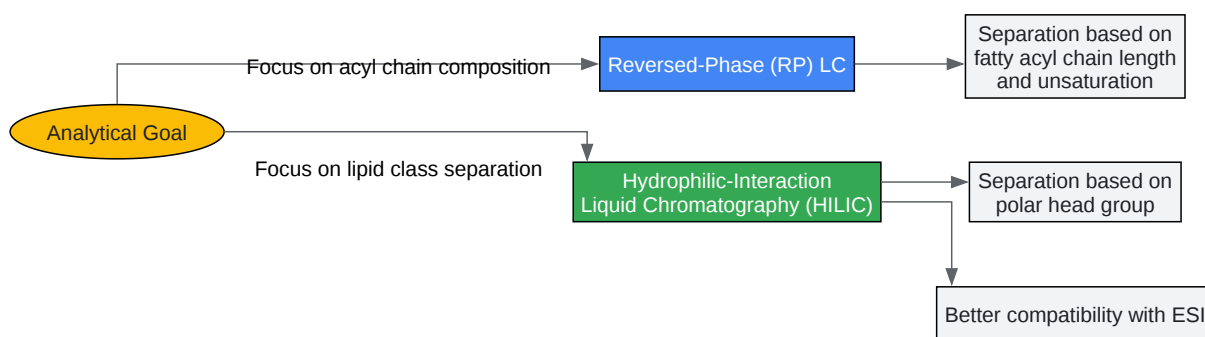 Analytical Goal
Focus on acyl chain composition
Reversed-Phase (RP) LC
Separation based on
fatty acyl chain length
and unsaturation
Focus on lipid class separation
Hydrophilic-Interaction
Liquid Chromatography (HILIC)
Separation based on
polar head group
Better compatibility with ESI